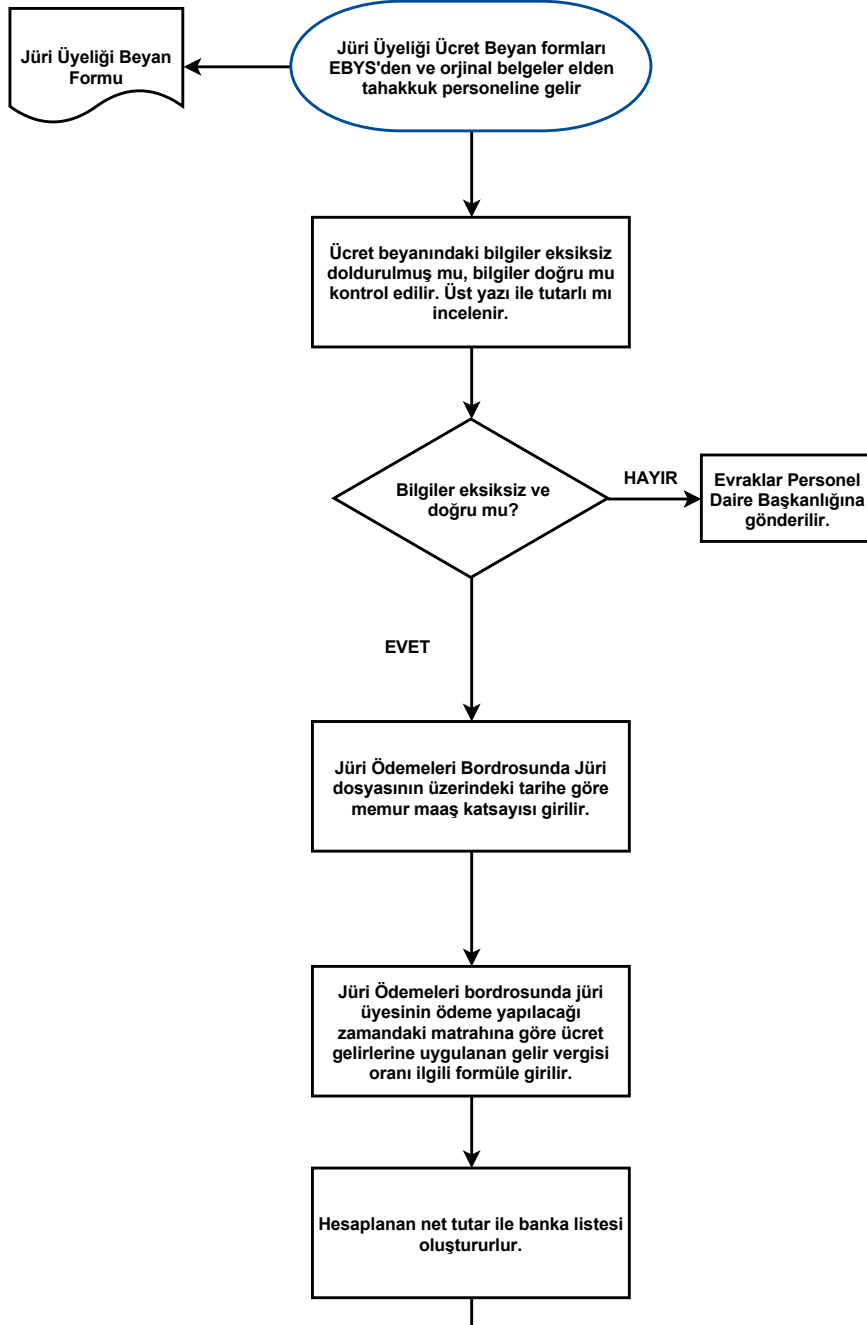 Jüri Üyeliği Beyan
Formu
Jüri Üyeliği Ücret Beyan formları
EBYS'den ve orjinal belgeler elden
tahakkuk personeline gelir
Ücret beyanındaki bilgiler eksiksiz
doldurulmuş mu, bilgiler doğru mu
kontrol edilir. Üst yazı ile tutarlı mı
incelenir.
Bilgiler eksiksiz ve
doğru mu?
HAYIR
Evraklar Personel
Daire Başkanlığına
gönderilir.
EVET
Jüri Ödemeleri Bordrosunda Jüri
dosyasının üzerindeki tarihe göre
memur maaş katsayısı girilir.
Jüri Ödemeleri bordrosunda jüri
üyesinin ödeme yapılacağı
zamandaki matrahına göre ücret
gelirlerine uygulanan gelir vergisi
oranı ilgili formüle girilir.
Hesaplanan net tutar ile banka listesi
oluştururlur.